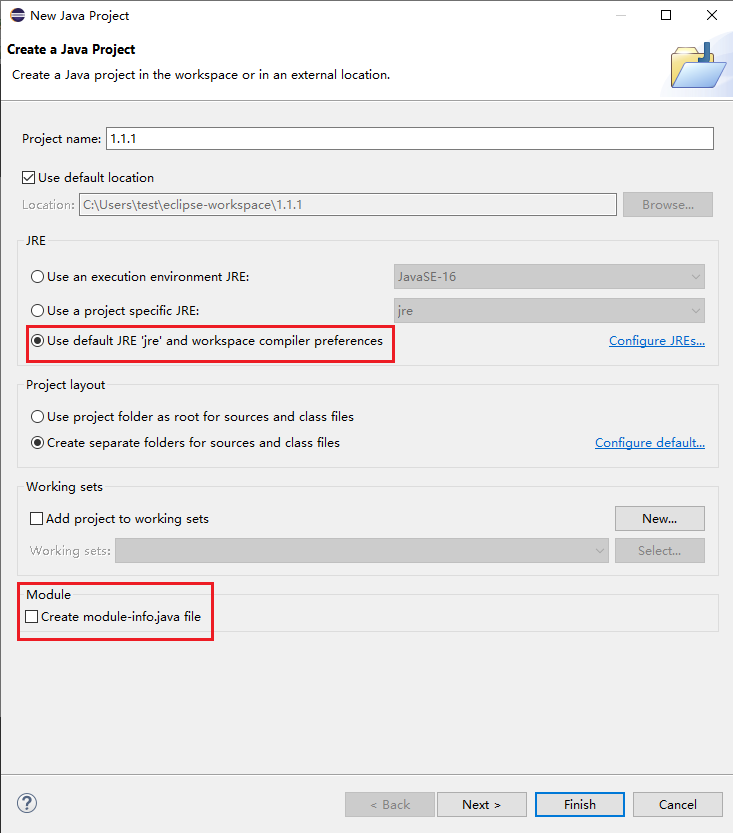 New Java Project
Create a Java Project
Create a Java project in the workspace or in an external location.
Project name: 1.1.1
Use default location
Location: C:\Users\test\eclipse-workspace\1.1.1 Browse...
JRE
Use an execution environment JRE: JavaSE-16
Use a project specific JRE: jre
Use default JRE 'jre' and workspace compiler preferences Configure JREs...
Project layout
Use project folder as root for sources and class files
Create separate folders for sources and class files Configure default...
Working sets
Add project to working sets New...
Working sets: Select...
Module
Create module-info.java file
? < Back Next > Finish Cancel